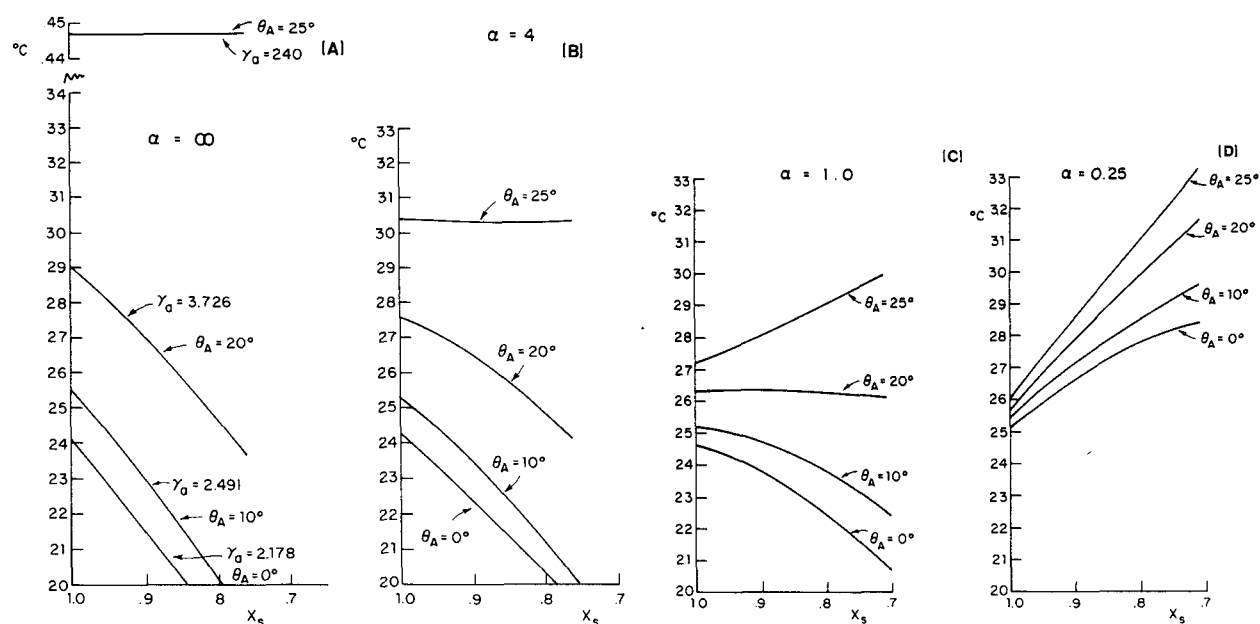 45
°C
.44
θA = 25°
γa = 240
[A]
34
33
32
31
30
29
28
27
26
25
24
23
22
21
20
α = ∞
γa = 3.726
θA = 20°
γa = 2.491
θA = 10°
γa = 2.178
θA = 0°
1.0 .9 .8 .7
Xs
α = 4
[B]
33
°C
32
31
30
29
28
27
26
25
24
23
22
21
20
θA = 25°
θA = 20°
θA = 10°
θA = 0°
1.0 .9 .8 .7
Xs
[C]
α = 1.0
33
32
°C
31
30
29
28
27
26
25
24
23
22
21
20
θA = 25°
θA = 20°
θA = 10°
θA = 0°
1.0 .9 .8 .7
Xs
[D]
α = 0.25
33
°C
32
31
30
29
28
27
26
25
24
23
22
21
20
θA = 25°
θA = 20°
θA = 10°
θA = 0°
1.0 .9 .8 .7
Xs